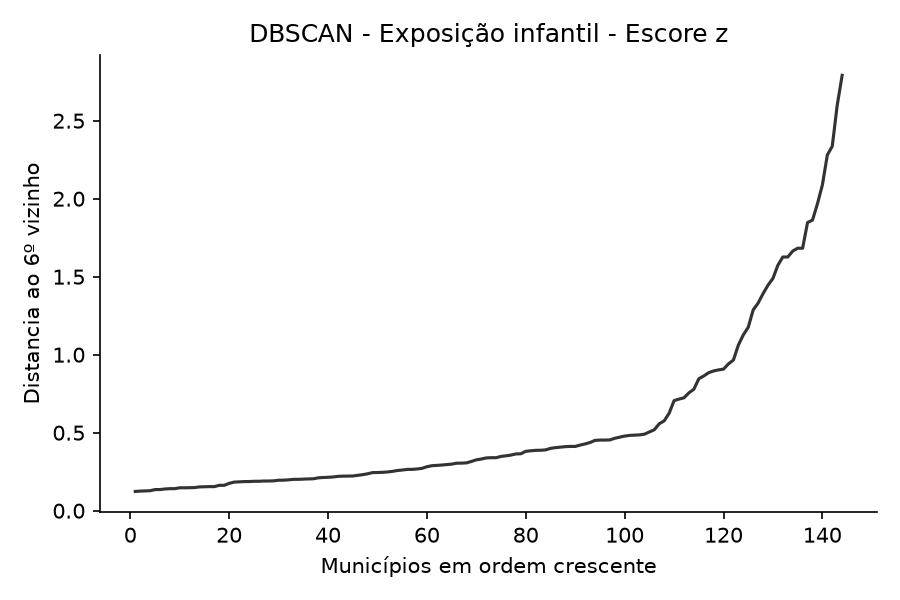 DBSCAN - Exposição infantil - Escore z
Distancia ao 6º vizinho
2.5
2.0
1.5
1.0
0.5
0.0
0 20 40 60 80 100 120 140
Municípios em ordem crescente